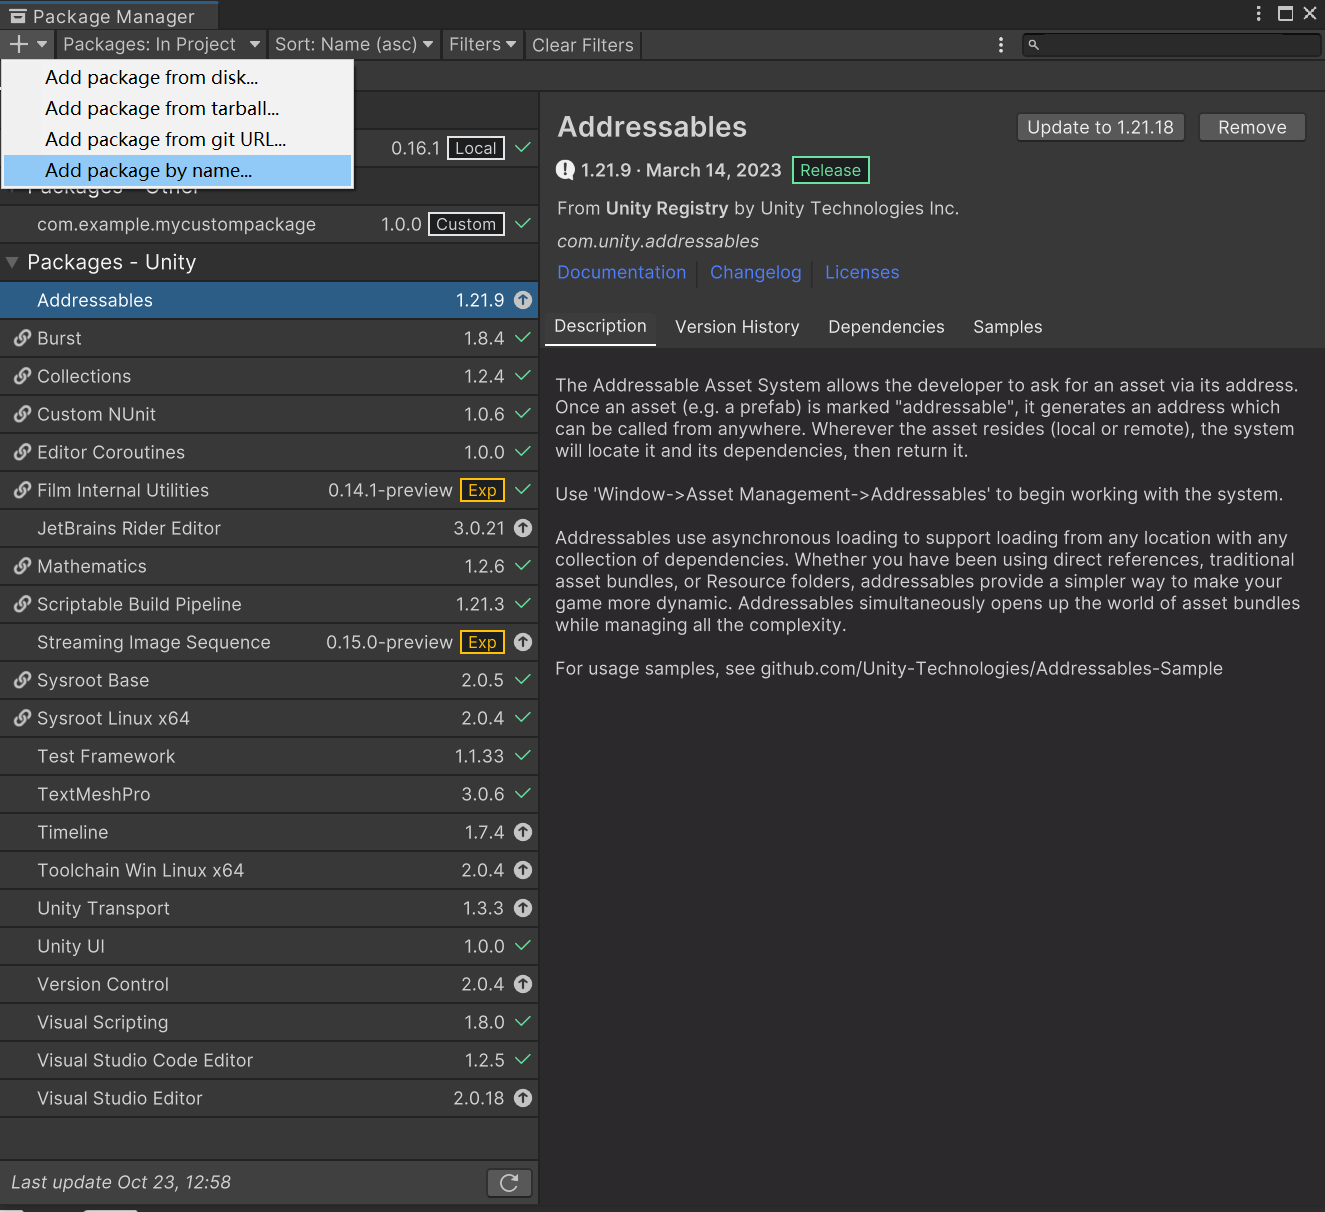 Package Manager
Packages: In Project
Sort: Name (asc)
Filters
Clear Filters
Add package from disk...
Add package from tarball...
Add package from git URL...
Add package by name...
0.16.1 Local
Packages - Other
com.example.mycustompackage 1.0.0 Custom
Packages - Unity
Addressables 1.21.9
Burst 1.8.4
Collections 1.2.4
Custom NUnit 1.0.6
Editor Coroutines 1.0.0
Film Internal Utilities 0.14.1-preview Exp
JetBrains Rider Editor 3.0.21
Mathematics 1.2.6
Scriptable Build Pipeline 1.21.3
Streaming Image Sequence 0.15.0-preview Exp
Sysroot Base 2.0.5
Sysroot Linux x64 2.0.4
Test Framework 1.1.33
TextMeshPro 3.0.6
Timeline 1.7.4
Toolchain Win Linux x64 2.0.4
Unity Transport 1.3.3
Unity UI 1.0.0
Version Control 2.0.4
Visual Scripting 1.8.0
Visual Studio Code Editor 1.2.5
Visual Studio Editor 2.0.18
Last update Oct 23, 12:58
Addressables
Update to 1.21.18
Remove
1.21.9 · March 14, 2023 Release
From Unity Registry by Unity Technologies Inc.
com.unity.addressables
Documentation Changelog Licenses
Description Version History Dependencies Samples
The Addressable Asset System allows the developer to ask for an asset via its address.
Once an asset (e.g. a prefab) is marked "addressable", it generates an address which
can be called from anywhere. Wherever the asset resides (local or remote), the system
will locate it and its dependencies, then return it.
Use 'Window->Asset Management->Addressables' to begin working with the system.
Addressables use asynchronous loading to support loading from any location with any
collection of dependencies. Whether you have been using direct references, traditional
asset bundles, or Resource folders, addressables provide a simpler way to make your
game more dynamic. Addressables simultaneously opens up the world of asset bundles
while managing all the complexity.
For usage samples, see github.com/Unity-Technologies/Addressables-Sample